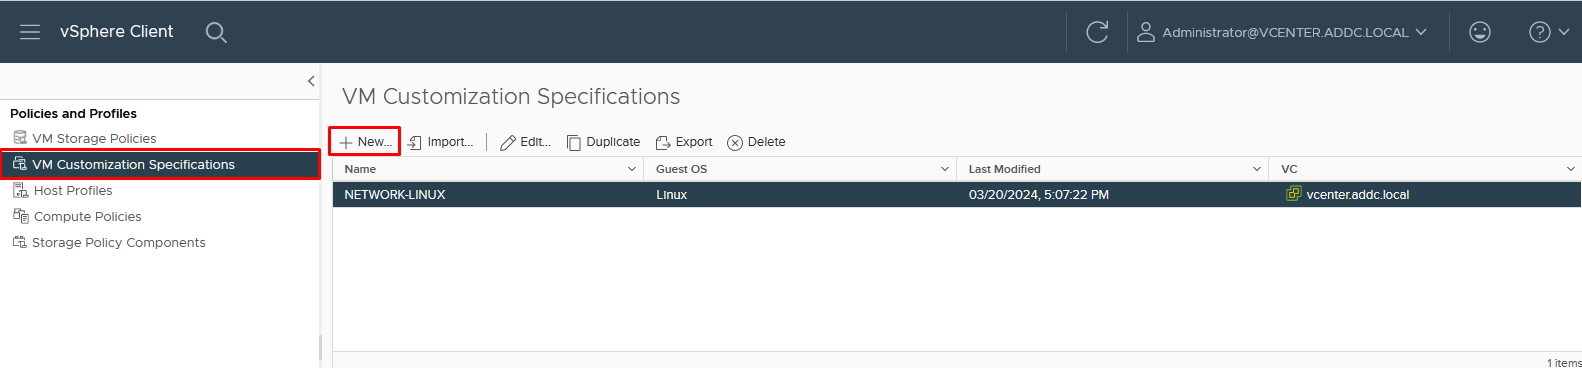 vSphere Client
Administrator@VCENTER.ADDC.LOCAL
Policies and Profiles
VM Storage Policies
VM Customization Specifications
Host Profiles
Compute Policies
Storage Policy Components
VM Customization Specifications
New... Import... Edit... Duplicate Export Delete
Name Guest OS Last Modified VC
NETWORK-LINUX Linux 03/20/2024, 5:07:22 PM vcenter.addc.local
1 items